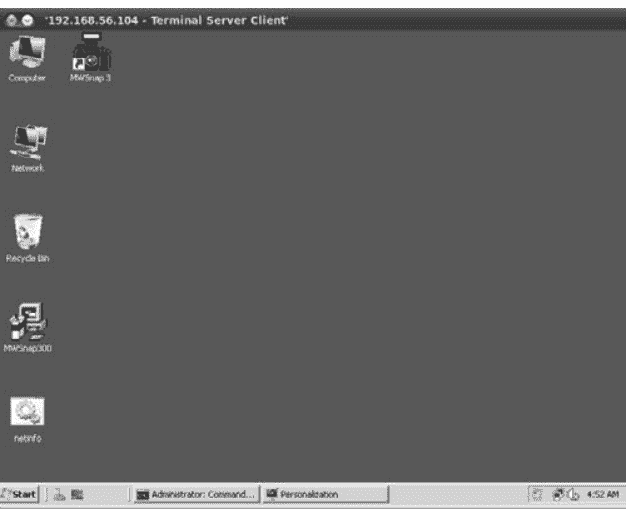 '192.168.56.104 - Terminal Server Client'
Computer
MWSnap 3
Network
Recycle Bin
MWSnap300
netinfo
Start
Administrator: Command...
Personalization
4:52 AM